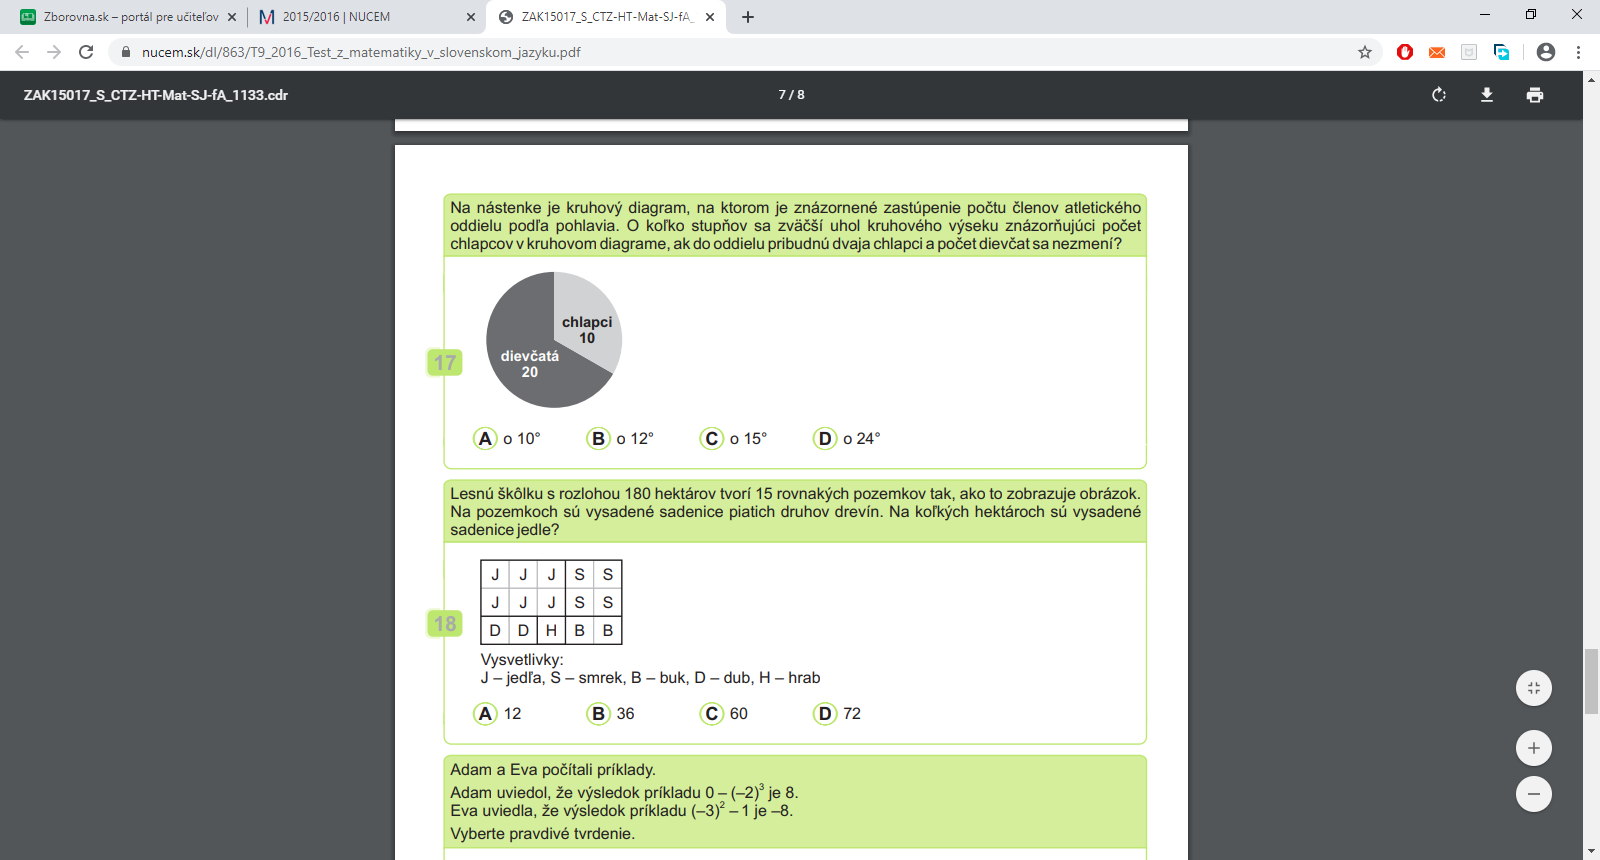 Zborovna.sk – portál pre učiteľov
2015/2016 | NUCEM
ZAK15017_S_CTZ-HT-Mat-SJ-fA_
nucem.sk/dl/863/T9_2016_Test_z_matematiky_v_slovenskom_jazyku.pdf
ZAK15017_S_CTZ-HT-Mat-SJ-fA_1133.cdr
7 / 8
Na nástenke je kruhový diagram, na ktorom je znázornené zastúpenie počtu členov atletického
oddielu podľa pohlavia. O koľko stupňov sa zväčší uhol kruhového výseku znázorňujúci počet
chlapcov v kruhovom diagrame, ak do oddielu pribudnú dvaja chlapci a počet dievčat sa nezmení?
chlapci
10
dievčatá
20
17
A o 10° B o 12° C o 15° D o 24°
Lesnú škôlku s rozlohou 180 hektárov tvorí 15 rovnakých pozemkov tak, ako to zobrazuje obrázok.
Na pozemkoch sú vysadené sadenice piatich druhov drevín. Na koľkých hektároch sú vysadené
sadenice jedle?
J J J S S
J J J S S
18
D D H B B
Vysvetlivky:
J – jedľa, S – smrek, B – buk, D – dub, H – hrab
A 12 B 36 C 60 D 72
Adam a Eva počítali príklady.
Adam uviedol, že výsledok príkladu 0 – (–2)³ je 8.
Eva uviedla, že výsledok príkladu (–3)² – 1 je –8.
Vyberte pravdivé tvrdenie.